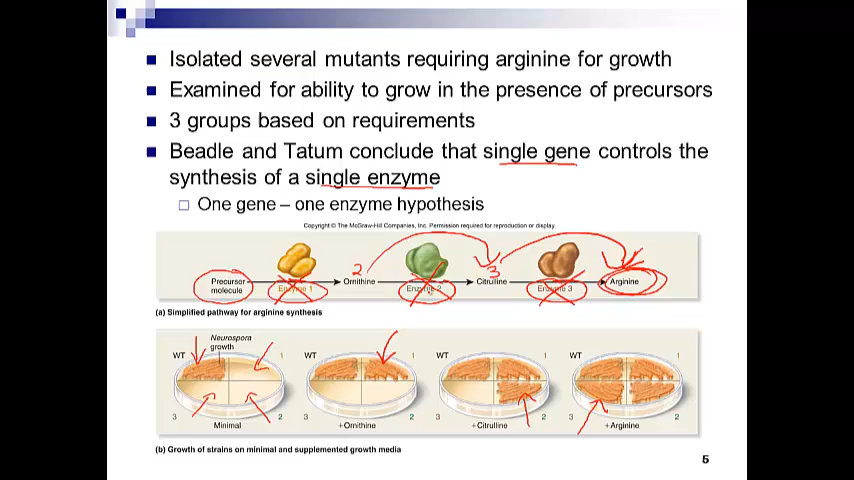 Isolated several mutants requiring arginine for growth
Examined for ability to grow in the presence of precursors
3 groups based on requirements
Beadle and Tatum conclude that single gene controls the
synthesis of a single enzyme
One gene – one enzyme hypothesis
Copyright © The McGraw-Hill Companies, Inc. Permission required for reproduction or display.
2
3
Precursor
molecule
Enzyme 1
Ornithine
Enzyme 2
Citrulline
Enzyme 3
Arginine
(a) Simplified pathway for arginine synthesis
Neurospora
growth
WT
1
3
2
Minimal
WT
1
3
2
+Ornithine
WT
1
3
2
+Citrulline
WT
1
3
2
+Arginine
(b) Growth of strains on minimal and supplemented growth media
5